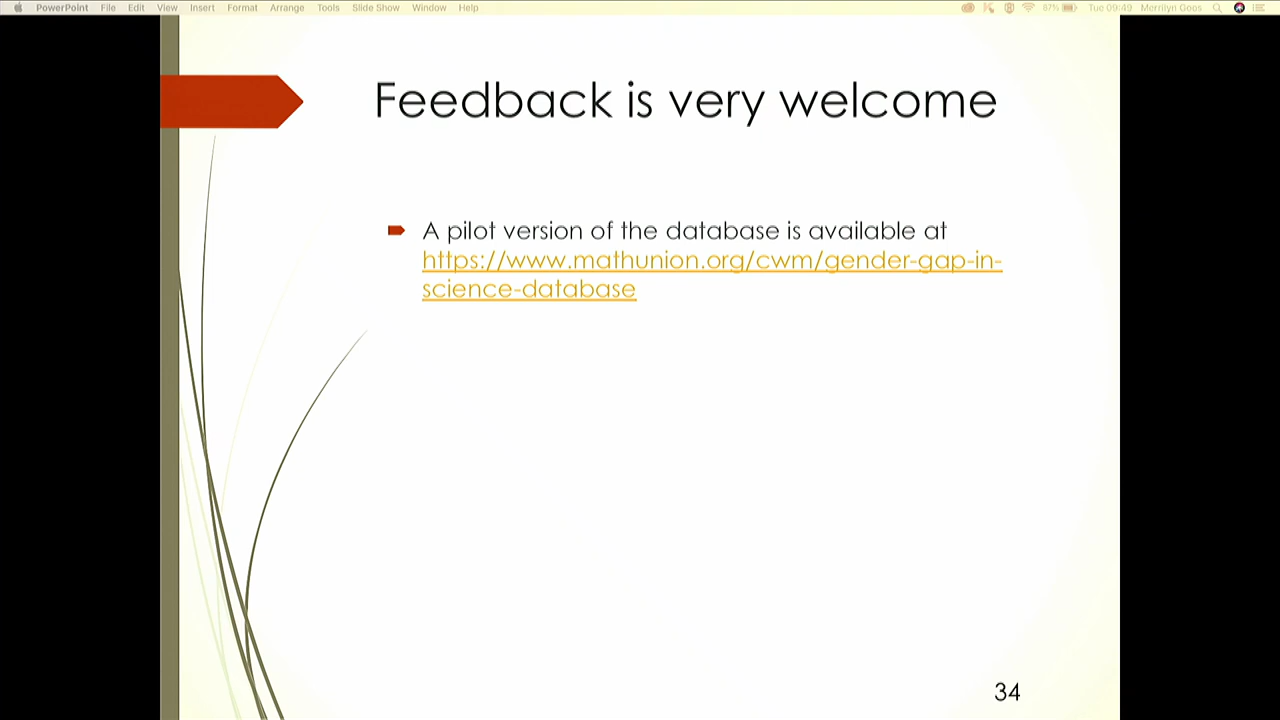 PowerPoint File Edit View Insert Format Arrange Tools Slide Show Window Help 87% Tue 09:49 Merrilyn Goos
Feedback is very welcome
A pilot version of the database is available at
https://www.mathunion.org/cwm/gender-gap-in-
science-database
34